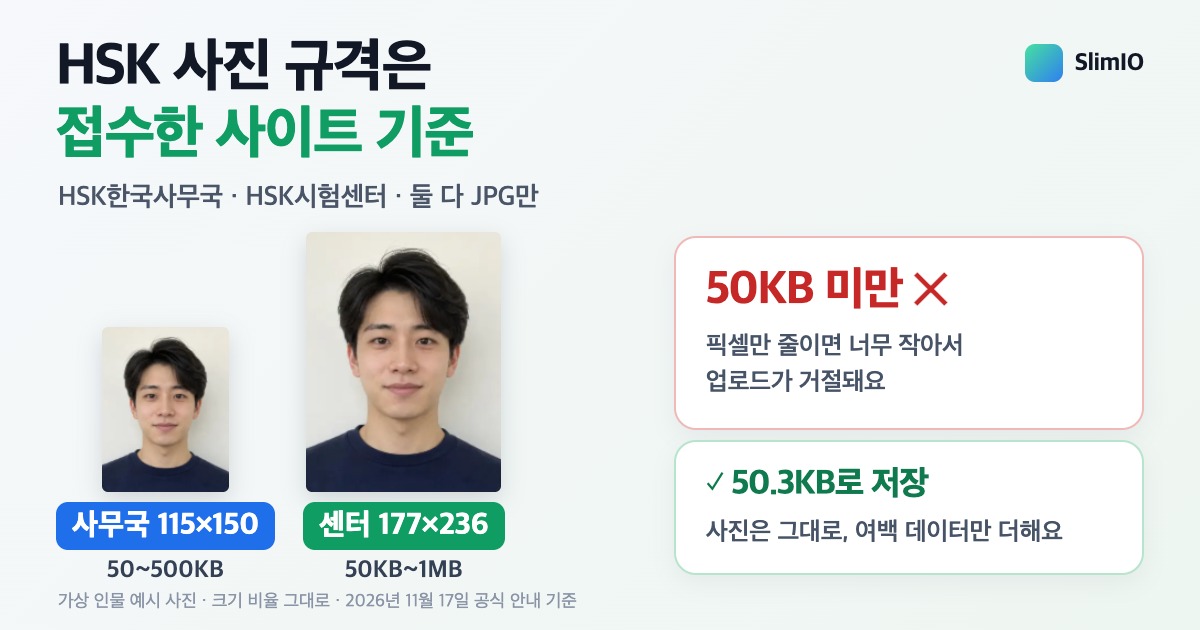 HSK 사진 규격은
접수한 사이트 기준
SlimIO
HSK한국사무국 · HSK시험센터 · 둘 다 JPG만
사무국 115×150
50~500KB
센터 177×236
50KB~1MB
가상 인물 예시 사진 · 크기 비율 그대로 · 2026년 11월 17일 공식 안내 기준
50KB 미만 ✕
픽셀만 줄이면 너무 작아서
업로드가 거절돼요
✓ 50.3KB로 저장
사진은 그대로, 여백 데이터만 더해요